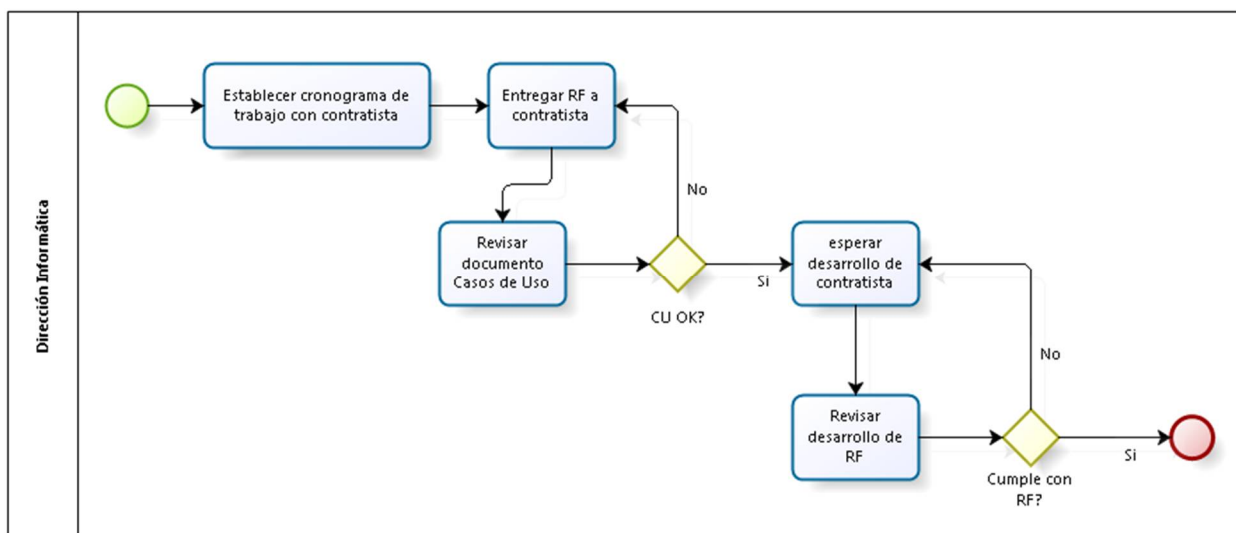 Dirección Informática
Establecer cronograma de
trabajo con contratista
Entregar RF a
contratista
No
Revisar
documento
Casos de Uso
CU OK?
Si
esperar
desarrollo de
contratista
No
Revisar
desarrollo de
RF
Cumple con
RF?
Si